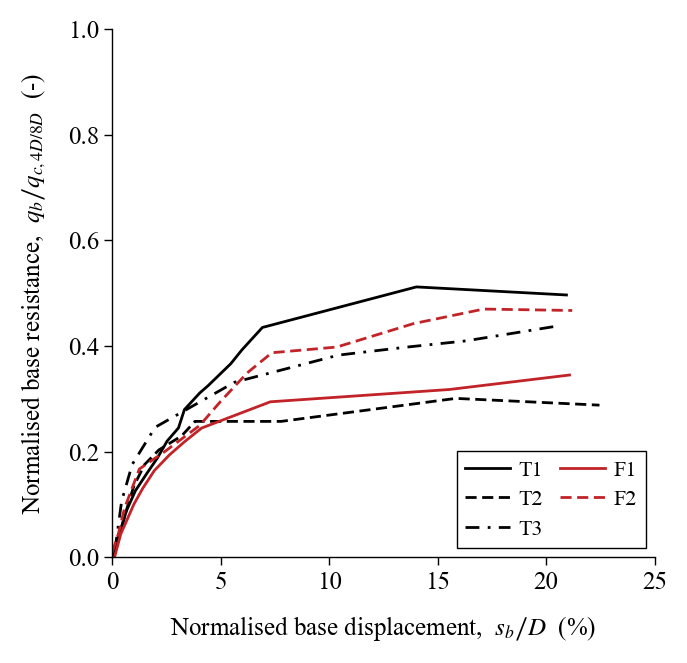 1.0
0.8
0.6
0.4
0.2
0.0
0 5 10 15 20 25
Normalised base resistance, q_b/q_{c,4D/8D} (-)
Normalised base displacement, s_b/D (%)
T1 F1
T2 F2
T3